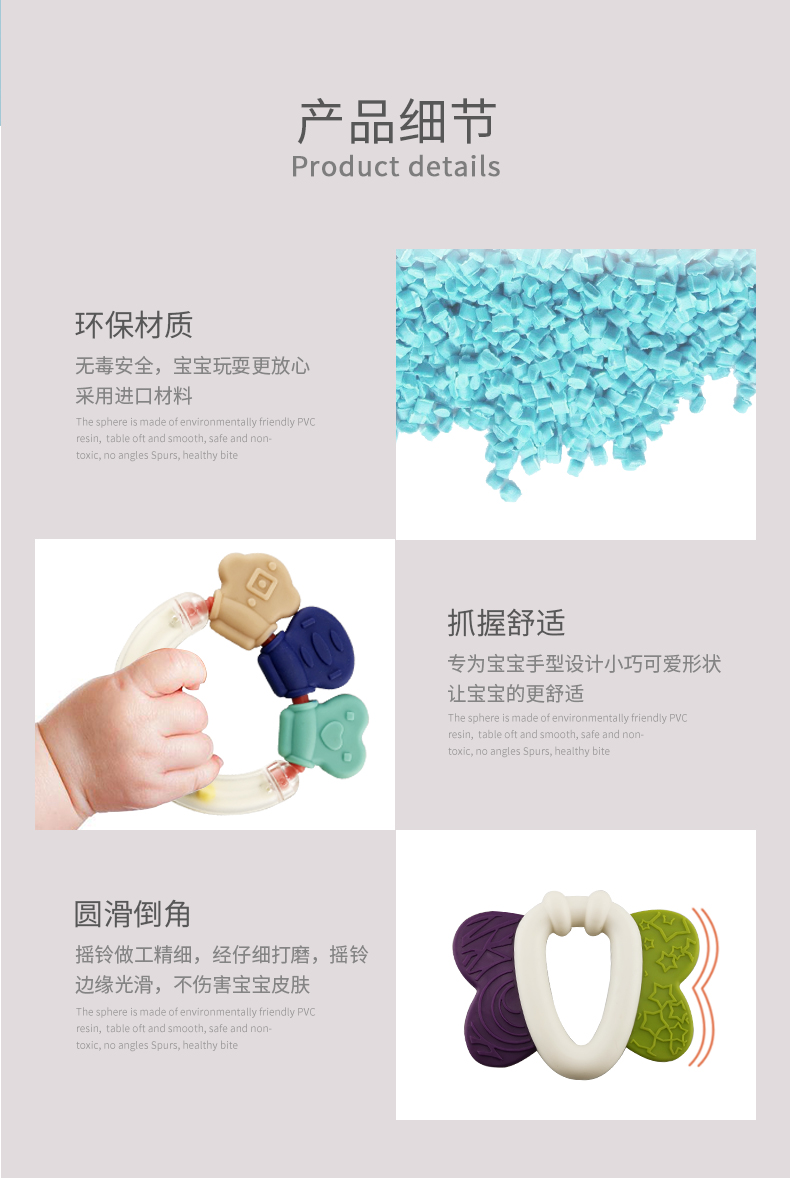 产品细节
Product details
环保材质
无毒安全，宝宝玩耍更放心
采用进口材料
The sphere is made of environmentally friendly PVC
resin, table oft and smooth, safe and non-
toxic, no angles Spurs, healthy bite
抓握舒适
专为宝宝手型设计小巧可爱形状
让宝宝的更舒适
The sphere is made of environmentally friendly PVC
resin, table oft and smooth, safe and non-
toxic, no angles Spurs, healthy bite
圆滑倒角
摇铃做工精细，经仔细打磨，摇铃
边缘光滑，不伤害宝宝皮肤
The sphere is made of environmentally friendly PVC
resin, table oft and smooth, safe and non-
toxic, no angles Spurs, healthy bite